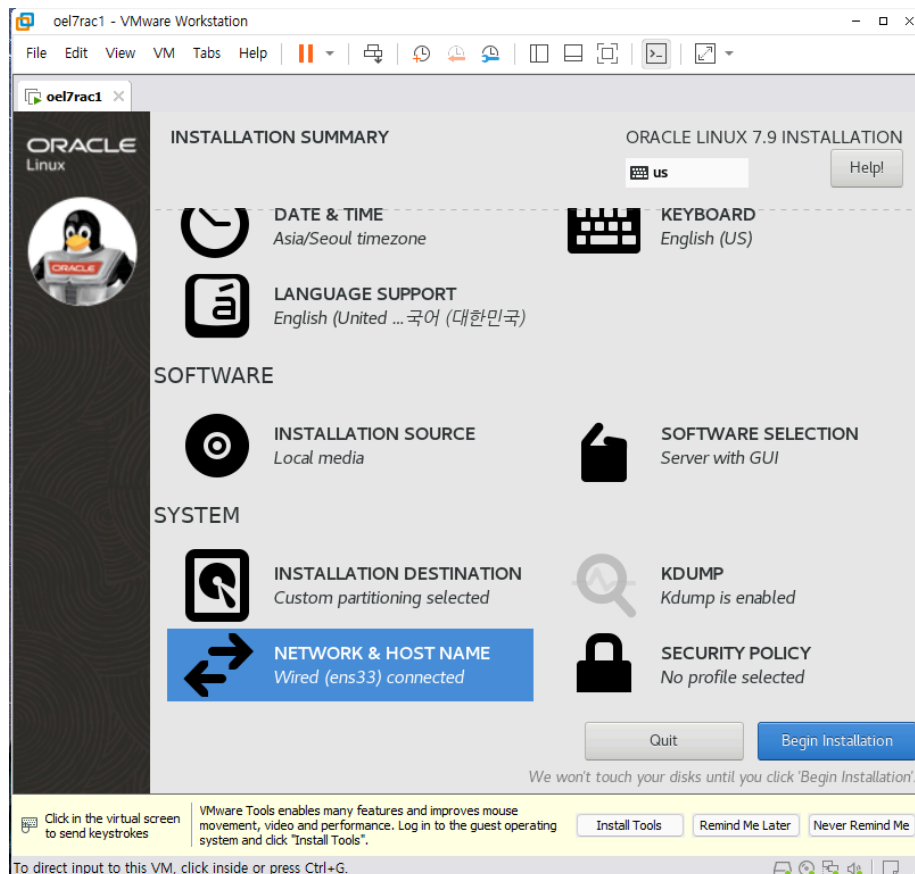 oel7rac1 - VMware Workstation
File Edit View VM Tabs Help
oel7rac1
ORACLE
Linux
INSTALLATION SUMMARY
ORACLE LINUX 7.9 INSTALLATION
us
Help!
DATE & TIME
Asia/Seoul timezone
KEYBOARD
English (US)
LANGUAGE SUPPORT
English (United ...국어 (대한민국)
SOFTWARE
INSTALLATION SOURCE
Local media
SOFTWARE SELECTION
Server with GUI
SYSTEM
INSTALLATION DESTINATION
Custom partitioning selected
KDUMP
Kdump is enabled
NETWORK & HOST NAME
Wired (ens33) connected
SECURITY POLICY
No profile selected
Quit
Begin Installation
We won't touch your disks until you click 'Begin Installation'.
Click in the virtual screen
to send keystrokes
VMware Tools enables many features and improves mouse
movement, video and performance. Log in to the guest operating
system and click "Install Tools".
Install Tools
Remind Me Later
Never Remind Me
To direct input to this VM, click inside or press Ctrl+G.